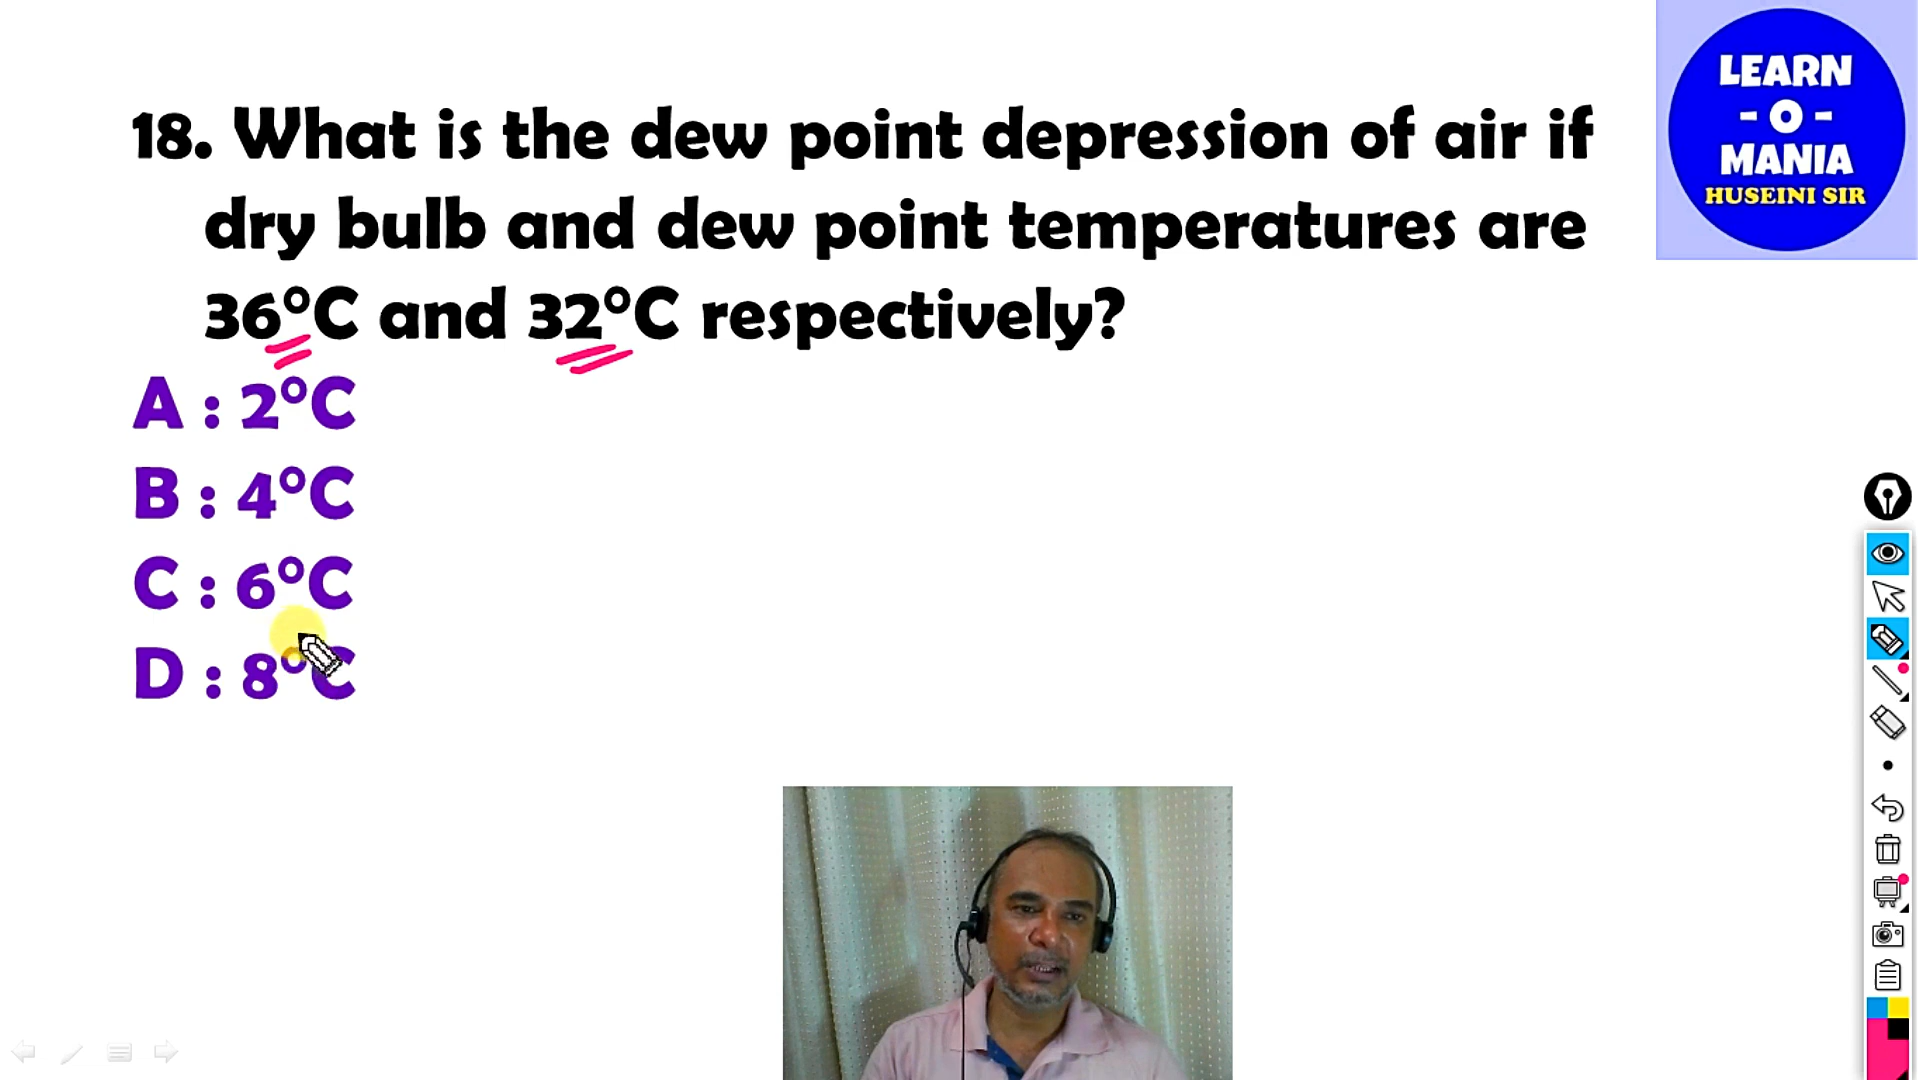 18. What is the dew point depression of air if
dry bulb and dew point temperatures are
36°C and 32°C respectively?
A : 2°C
B : 4°C
C : 6°C
D : 8°C
LEARN
- O -
MANIA
HUSEINI SIR